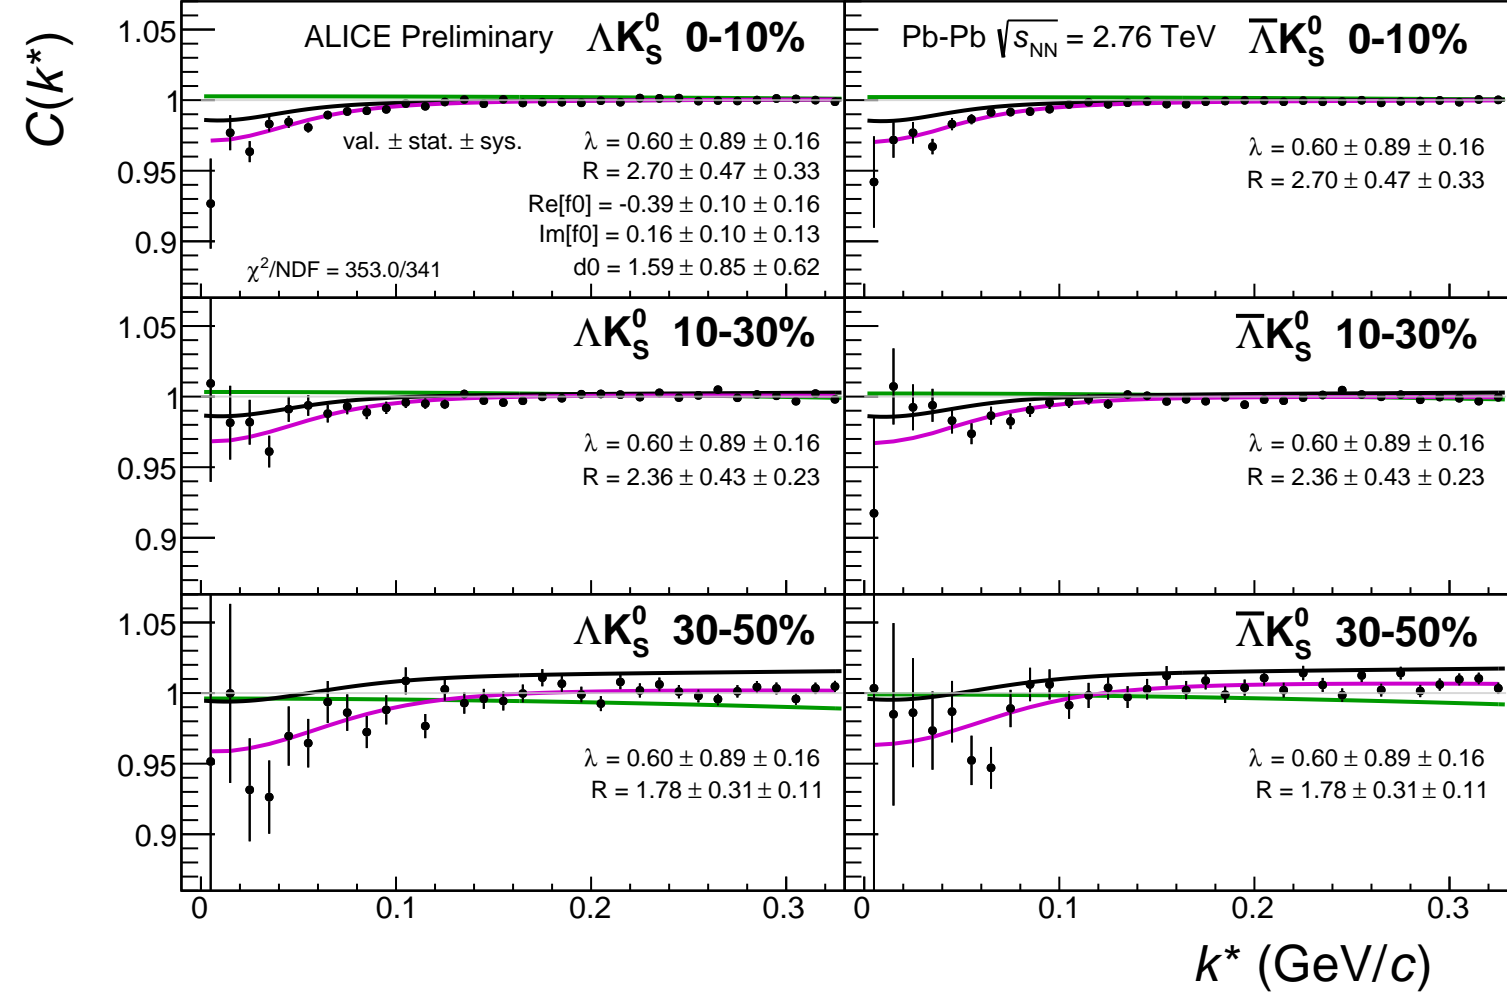 C(k*)
ALICE Preliminary ΛK⁰S 0-10%
1.05
1
0.95
0.9
val. ± stat. ± sys.
λ = 0.60 ± 0.89 ± 0.16
R = 2.70 ± 0.47 ± 0.33
Re[f0] = -0.39 ± 0.10 ± 0.16
Im[f0] = 0.16 ± 0.10 ± 0.13
d0 = 1.59 ± 0.85 ± 0.62
χ²/NDF = 353.0/341
Pb-Pb √sNN = 2.76 TeV Λ̅K⁰S 0-10%
λ = 0.60 ± 0.89 ± 0.16
R = 2.70 ± 0.47 ± 0.33
ΛK⁰S 10-30%
1.05
1
0.95
0.9
λ = 0.60 ± 0.89 ± 0.16
R = 2.36 ± 0.43 ± 0.23
Λ̅K⁰S 10-30%
λ = 0.60 ± 0.89 ± 0.16
R = 2.36 ± 0.43 ± 0.23
ΛK⁰S 30-50%
1.05
1
0.95
0.9
λ = 0.60 ± 0.89 ± 0.16
R = 1.78 ± 0.31 ± 0.11
Λ̅K⁰S 30-50%
λ = 0.60 ± 0.89 ± 0.16
R = 1.78 ± 0.31 ± 0.11
0 0.1 0.2 0.3
0 0.1 0.2 0.3
k* (GeV/c)